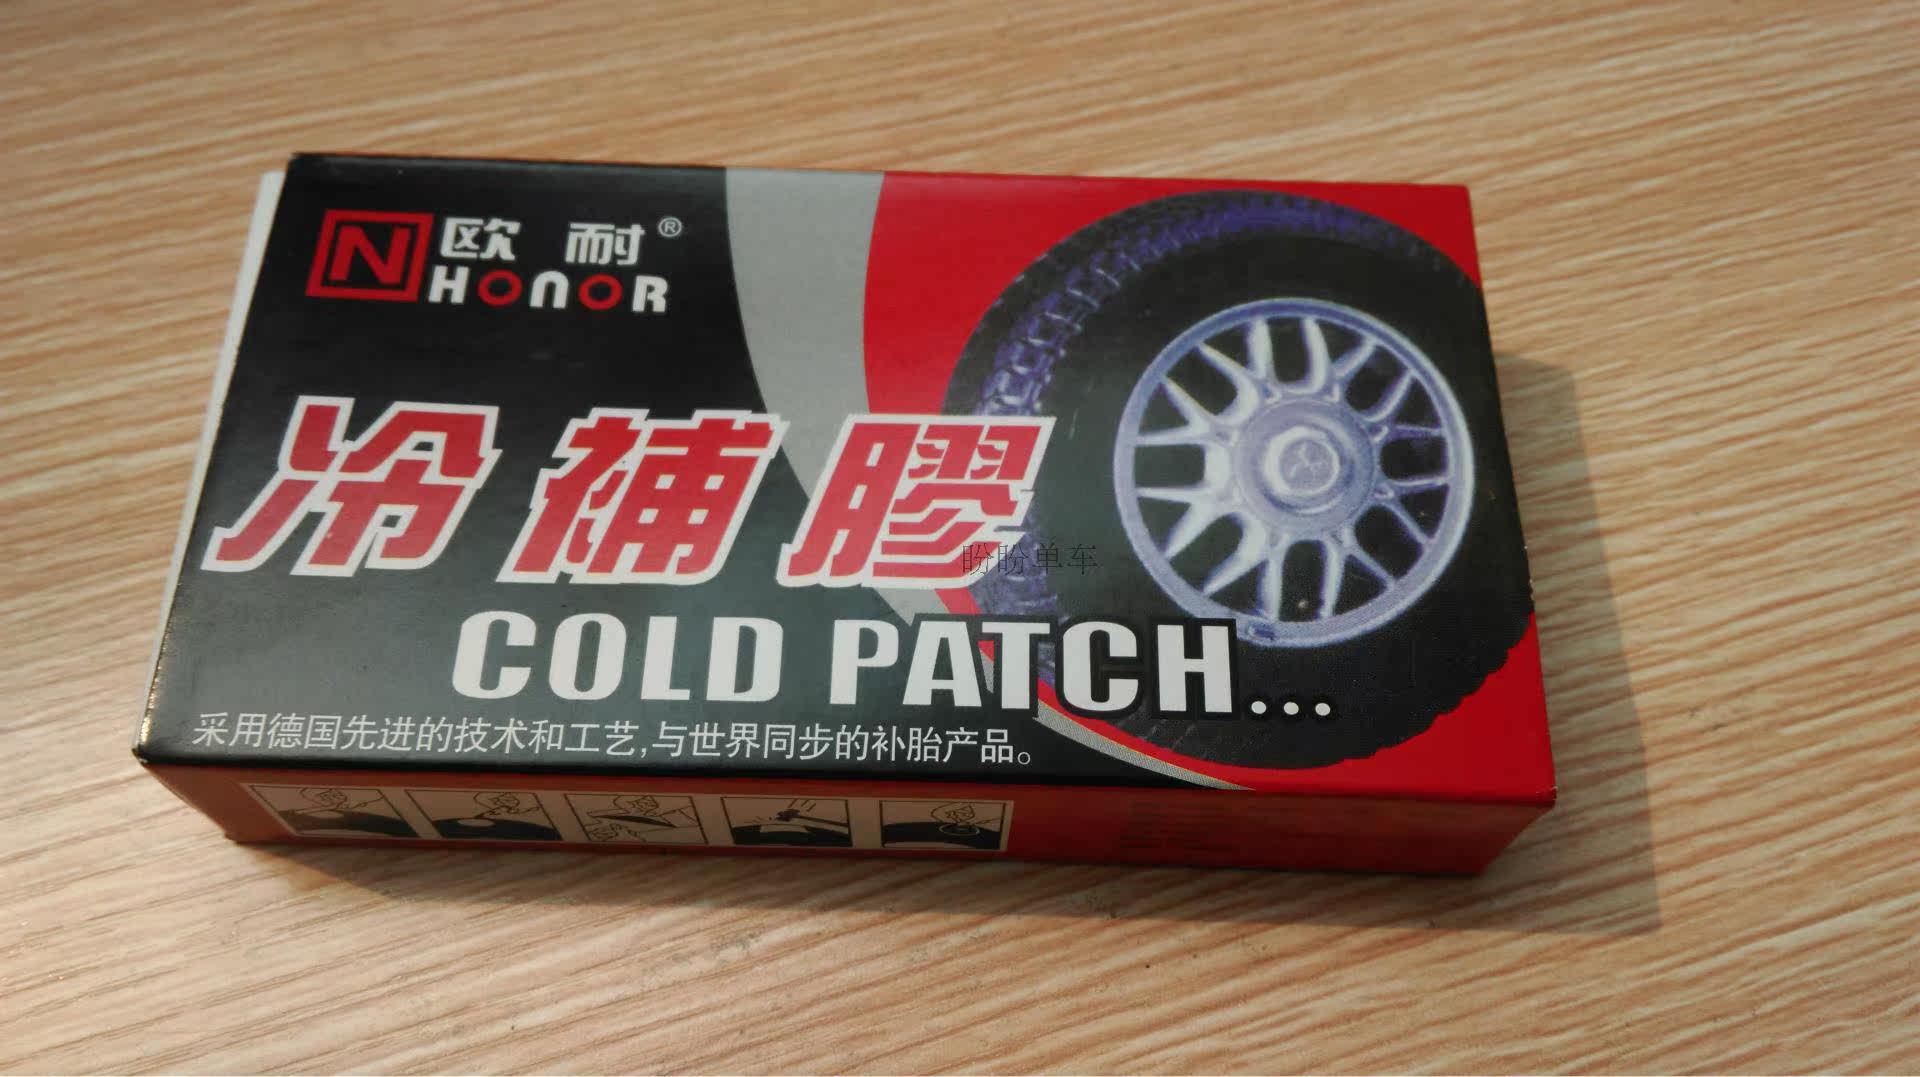 N 欧 耐 ®
HONOR
冷補膠
盼盼单车
COLD PATCH...
采用德国先进的技术和工艺,与世界同步的补胎产品。